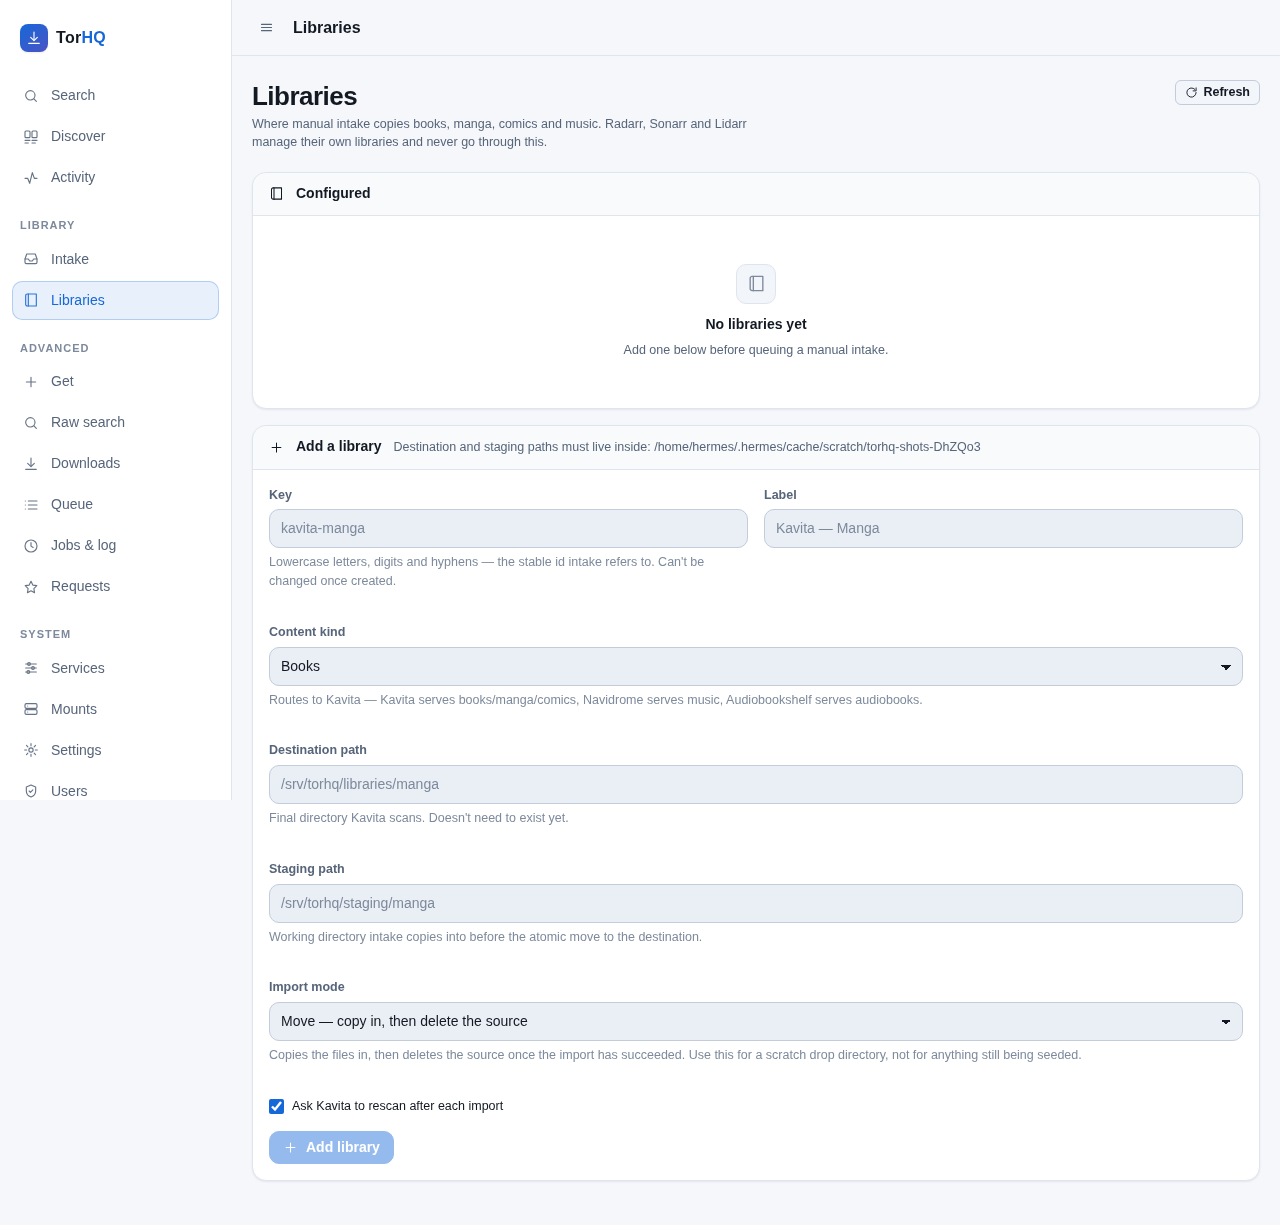 TorHQ
Libraries
Search
Discover
Activity
LIBRARY
Intake
Libraries
ADVANCED
Get
Raw search
Downloads
Queue
Jobs & log
Requests
SYSTEM
Services
Mounts
Settings
Users
Libraries
Refresh
Where manual intake copies books, manga, comics and music. Radarr, Sonarr and Lidarr
manage their own libraries and never go through this.
Configured
No libraries yet
Add one below before queuing a manual intake.
Add a library Destination and staging paths must live inside: /home/hermes/.hermes/cache/scratch/torhq-shots-DhZQo3
Key
kavita-manga
Lowercase letters, digits and hyphens — the stable id intake refers to. Can't be
changed once created.
Label
Kavita — Manga
Content kind
Books
Routes to Kavita — Kavita serves books/manga/comics, Navidrome serves music, Audiobookshelf serves audiobooks.
Destination path
/srv/torhq/libraries/manga
Final directory Kavita scans. Doesn't need to exist yet.
Staging path
/srv/torhq/staging/manga
Working directory intake copies into before the atomic move to the destination.
Import mode
Move — copy in, then delete the source
Copies the files in, then deletes the source once the import has succeeded. Use this for a scratch drop directory, not for anything still being seeded.
Ask Kavita to rescan after each import
Add library